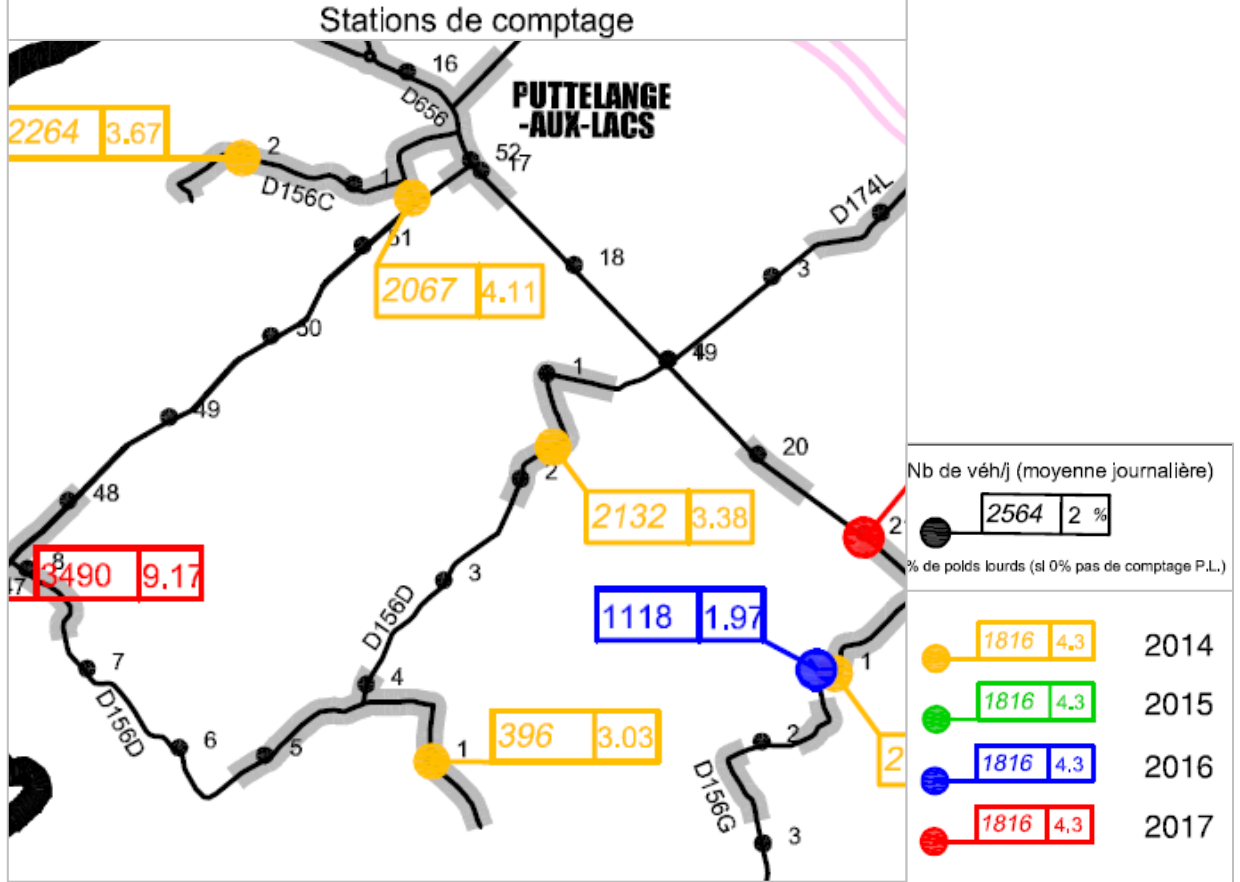 Stations de comptage
16
D656
PUTTELANGE
-AUX-LACS
2264 3.67
2
D156C
1
52
17
D174L
51
18
3
2067 4.11
50
1
49
49
20
2
48
2132 3.38
8
3490 9.17
47
3
D156D
1118 1.97
7
4
1
D156D
6
5
396 3.03
1
2
2
D156G
3
Nb de véh/j (moyenne journalière)
2564 2 %
% de poids lourds (si 0% pas de comptage P.L.)
1816 4.3 2014
1816 4.3 2015
1816 4.3 2016
1816 4.3 2017